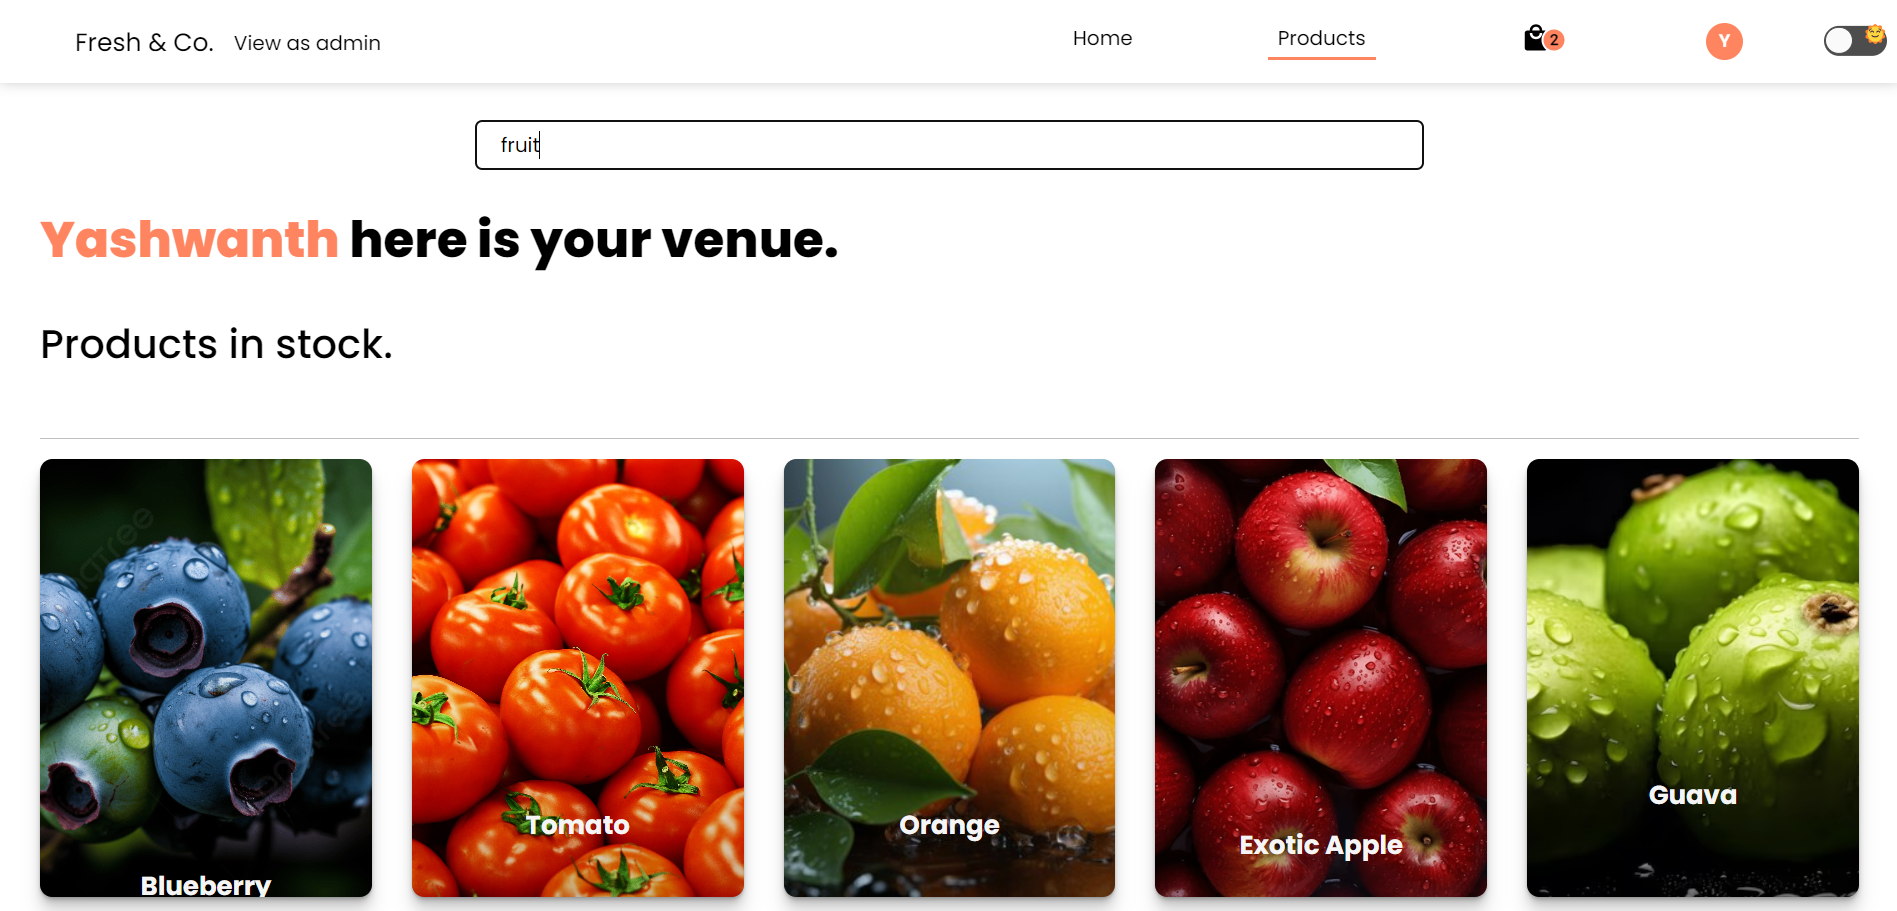 Fresh & Co. View as admin Home Products 2 Y
fruit
Yashwanth here is your venue.
Products in stock.
Blueberry
Tomato
Orange
Exotic Apple
Guava